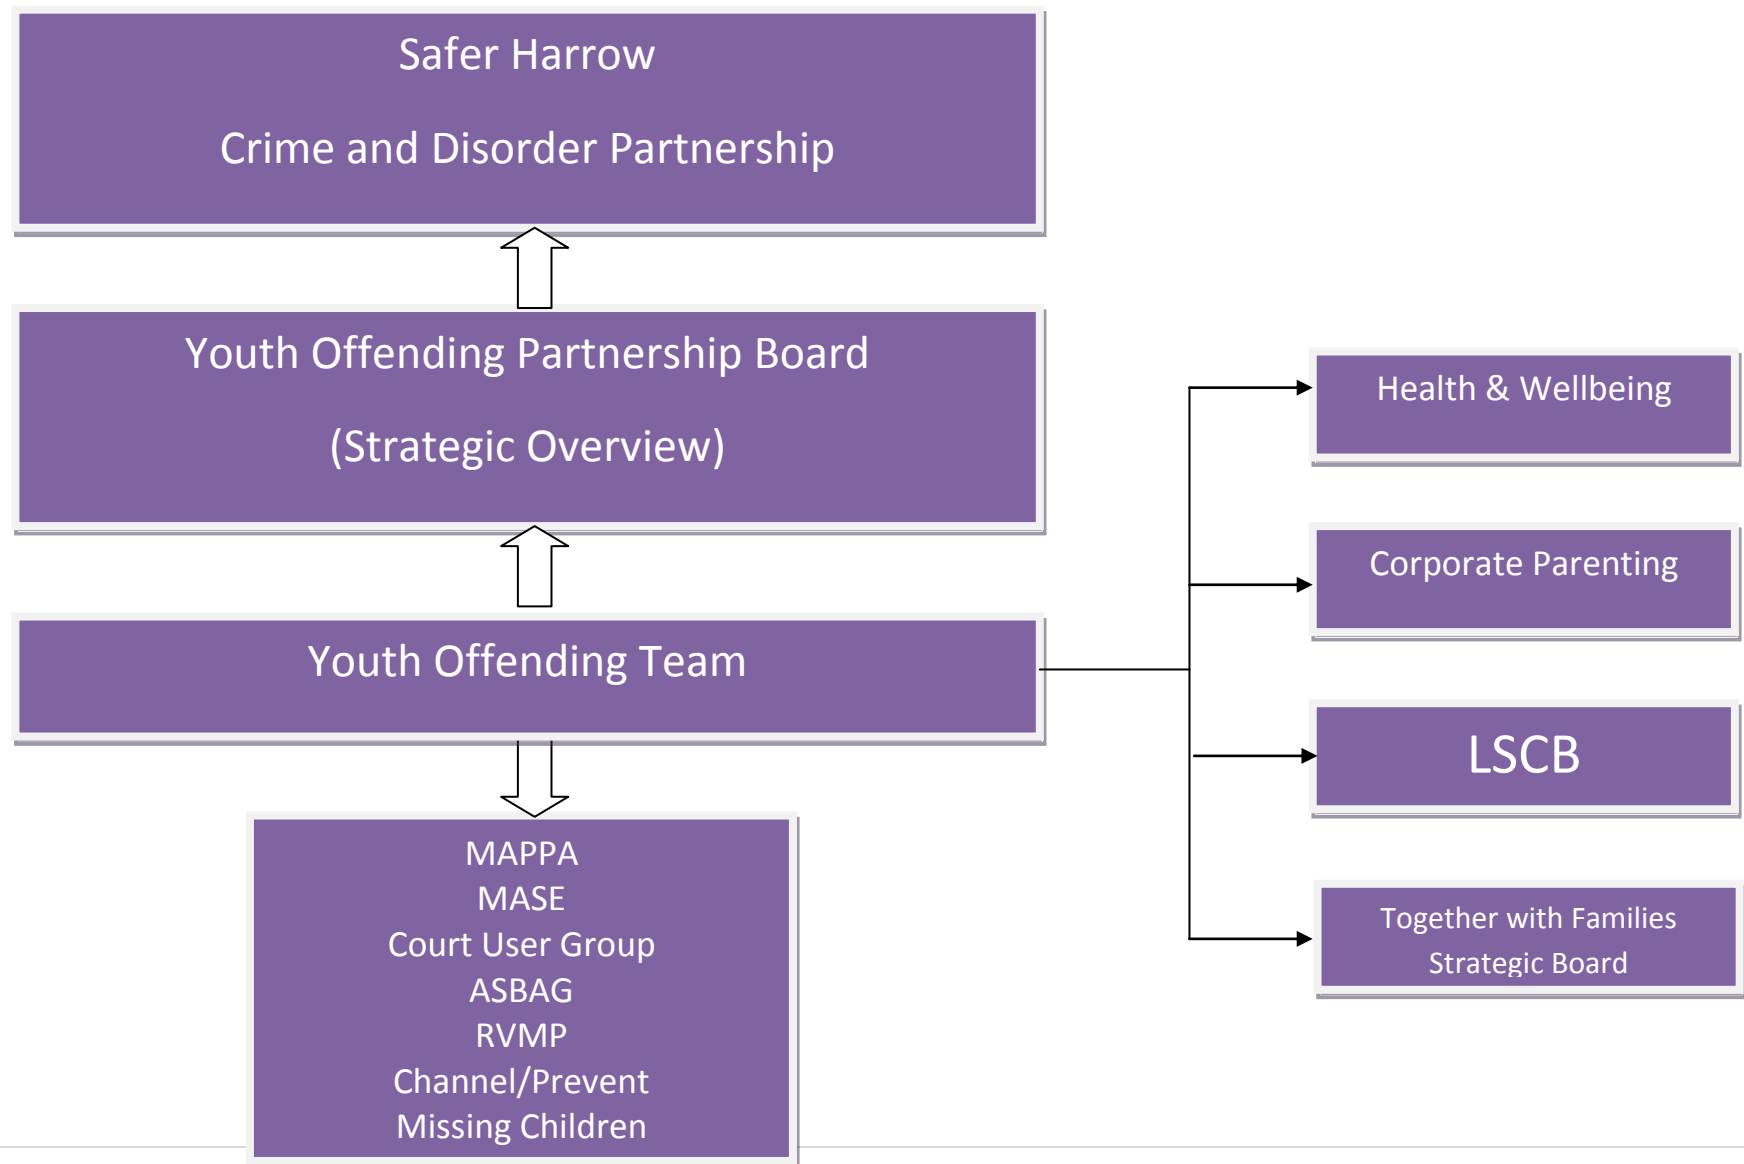 Safer Harrow
Crime and Disorder Partnership
Youth Offending Partnership Board
(Strategic Overview)
Youth Offending Team
MAPPA
MASE
Court User Group
ASBAG
RVMP
Channel/Prevent
Missing Children
Health & Wellbeing
Corporate Parenting
LSCB
Together with Families
Strategic Board